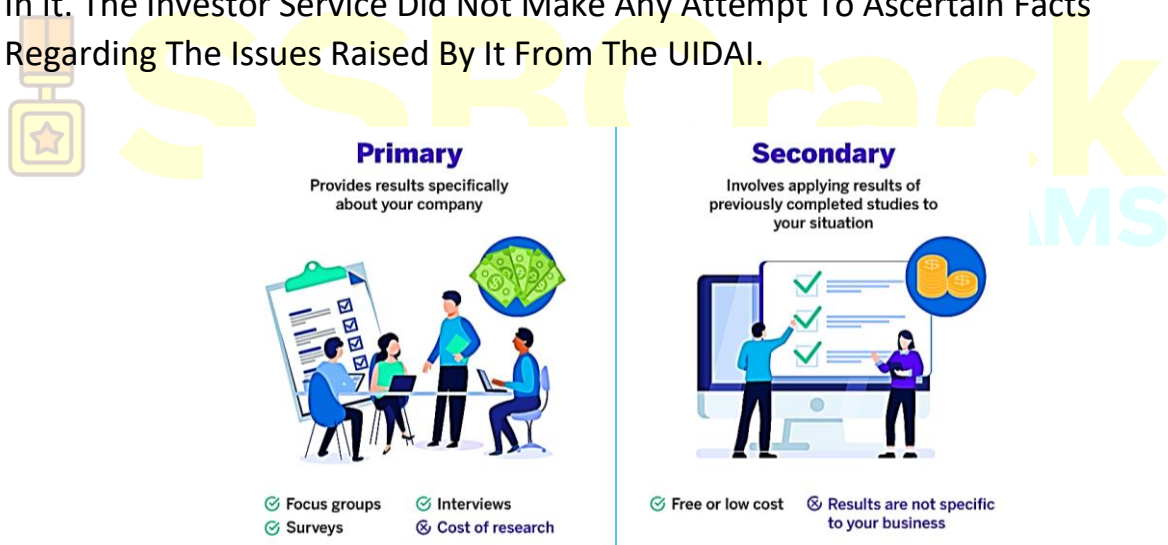 In It. The Investor Service Did Not Make Any Attempt To Ascertain Facts
Regarding The Issues Raised By It From The UIDAI.
SSBCrack
AMS
Primary
Provides results specifically
about your company
Focus groups
Interviews
Surveys
Cost of research
Secondary
Involves applying results of
previously completed studies to
your situation
Free or low cost
Results are not specific
to your business